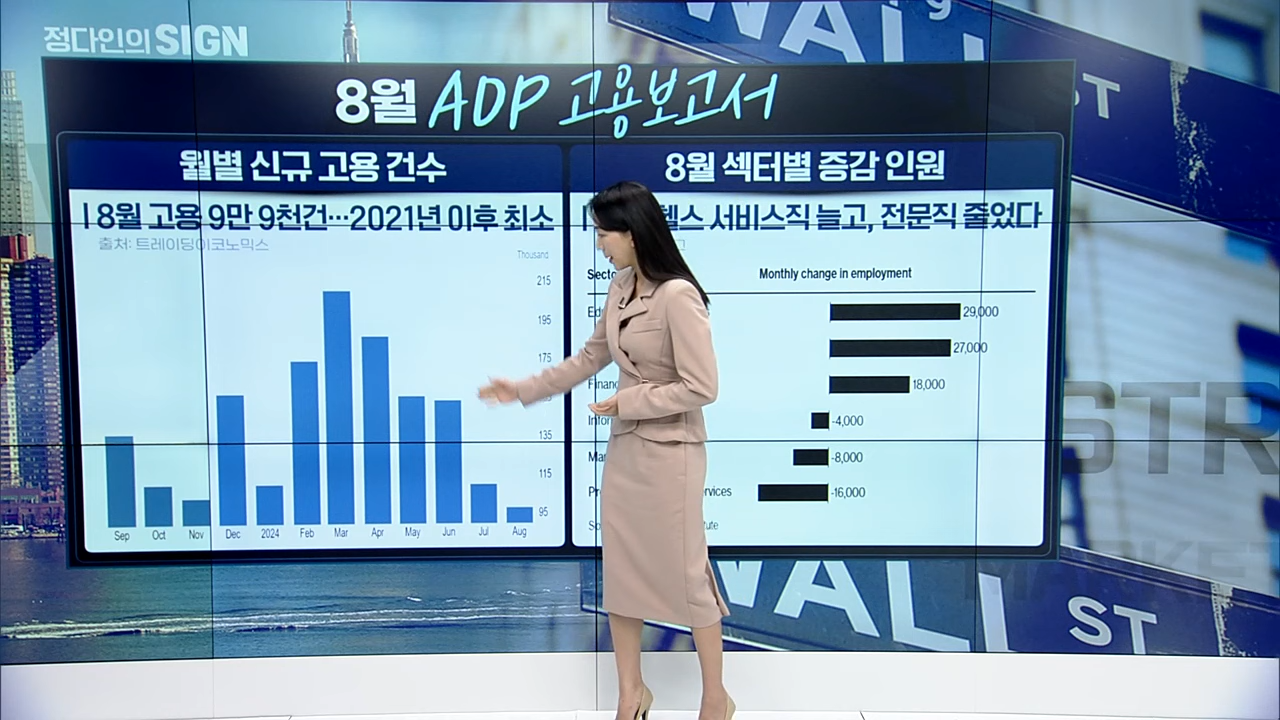 정다인의 SIGN
8월 ADP 고용보고서
월별 신규 고용 건수
8월 고용 9만 9천건…2021년 이후 최소
출처: 트레이딩이코노믹스
Thousand
215
195
175
135
115
95
Sep Oct Nov Dec 2024 Feb Mar Apr May Jun Jul Aug
8월 섹터별 증감 인원
서비스직 늘고, 전문직 줄었다
Monthly change in employment
29,000
27,000
18,000
-4,000
-8,000
-16,000
WALL ST
ST
WALL ST
STR
MARKET